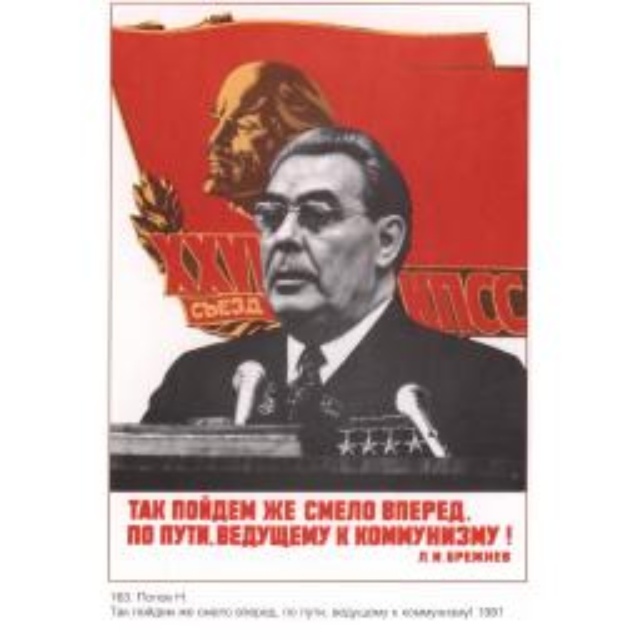 XXVI
СЪЕЗД
КПСС
ТАК ПОЙДЕМ ЖЕ СМЕЛО ВПЕРЕД,
ПО ПУТИ, ВЕДУЩЕМУ К КОММУНИЗМУ!
Л.И. БРЕЖНЕВ
163. Попов Н.
Так пойдем же смело вперед, по пути, ведущему к коммунизму! 1981